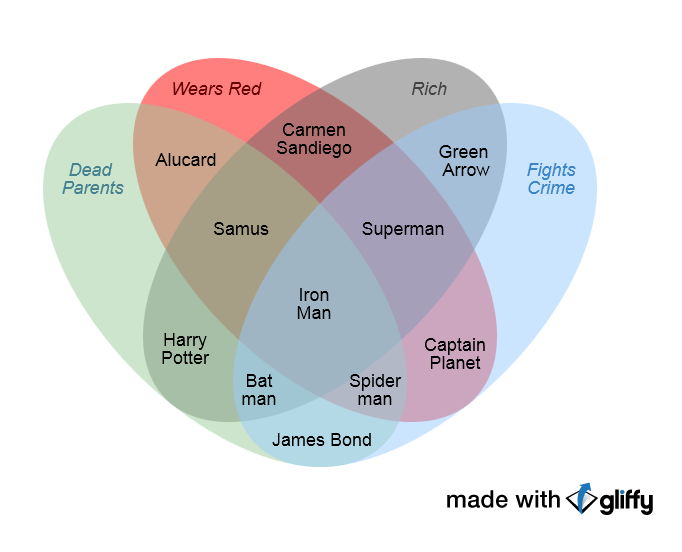 Wears Red
Rich
Carmen
Sandiego
Green
Arrow
Alucard
Dead
Parents
Fights
Crime
Samus
Superman
Iron
Man
Harry
Potter
Captain
Planet
Bat
man
Spider
man
James Bond
made with gliffy